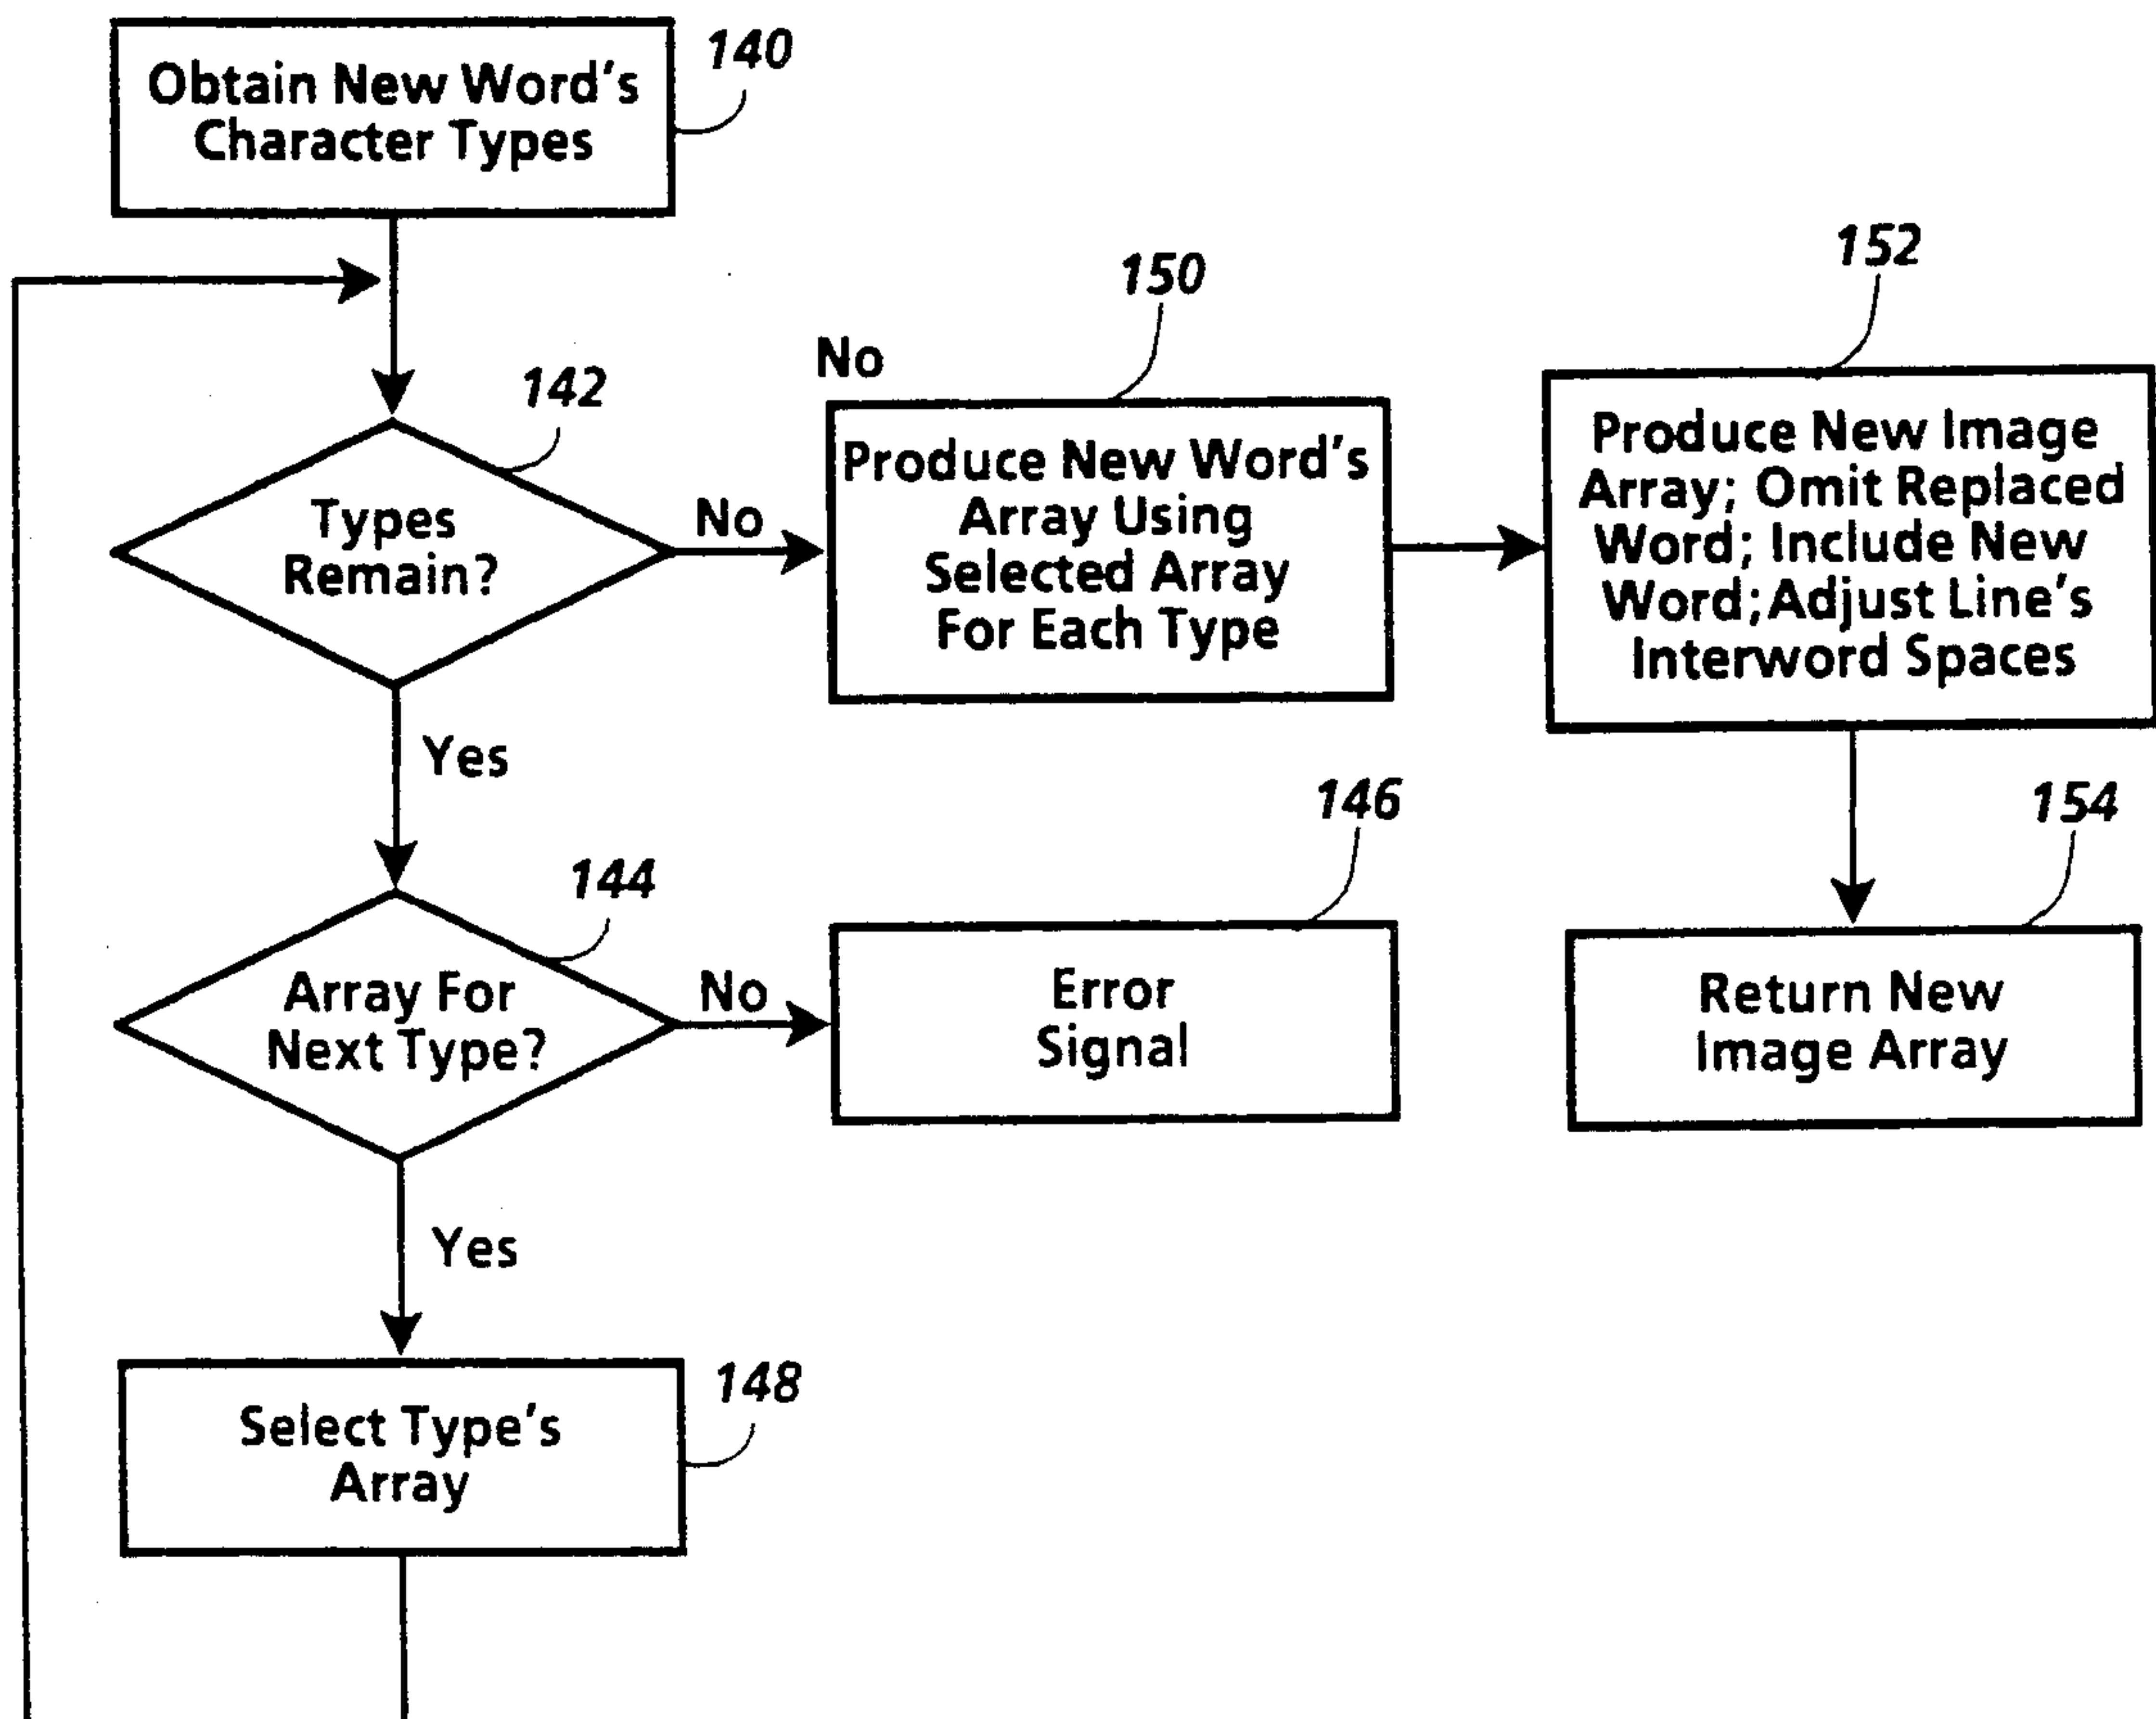 140
Obtain New Word's
Character Types
142
Types
Remain?
No
Yes
No
150
Produce New Word's
Array Using
Selected Array
For Each Type
152
Produce New Image
Array; Omit Replaced
Word; Include New
Word; Adjust Line's
Interword Spaces
144
Array For
Next Type?
No
Yes
146
Error
Signal
154
Return New
Image Array
148
Select Type's
Array